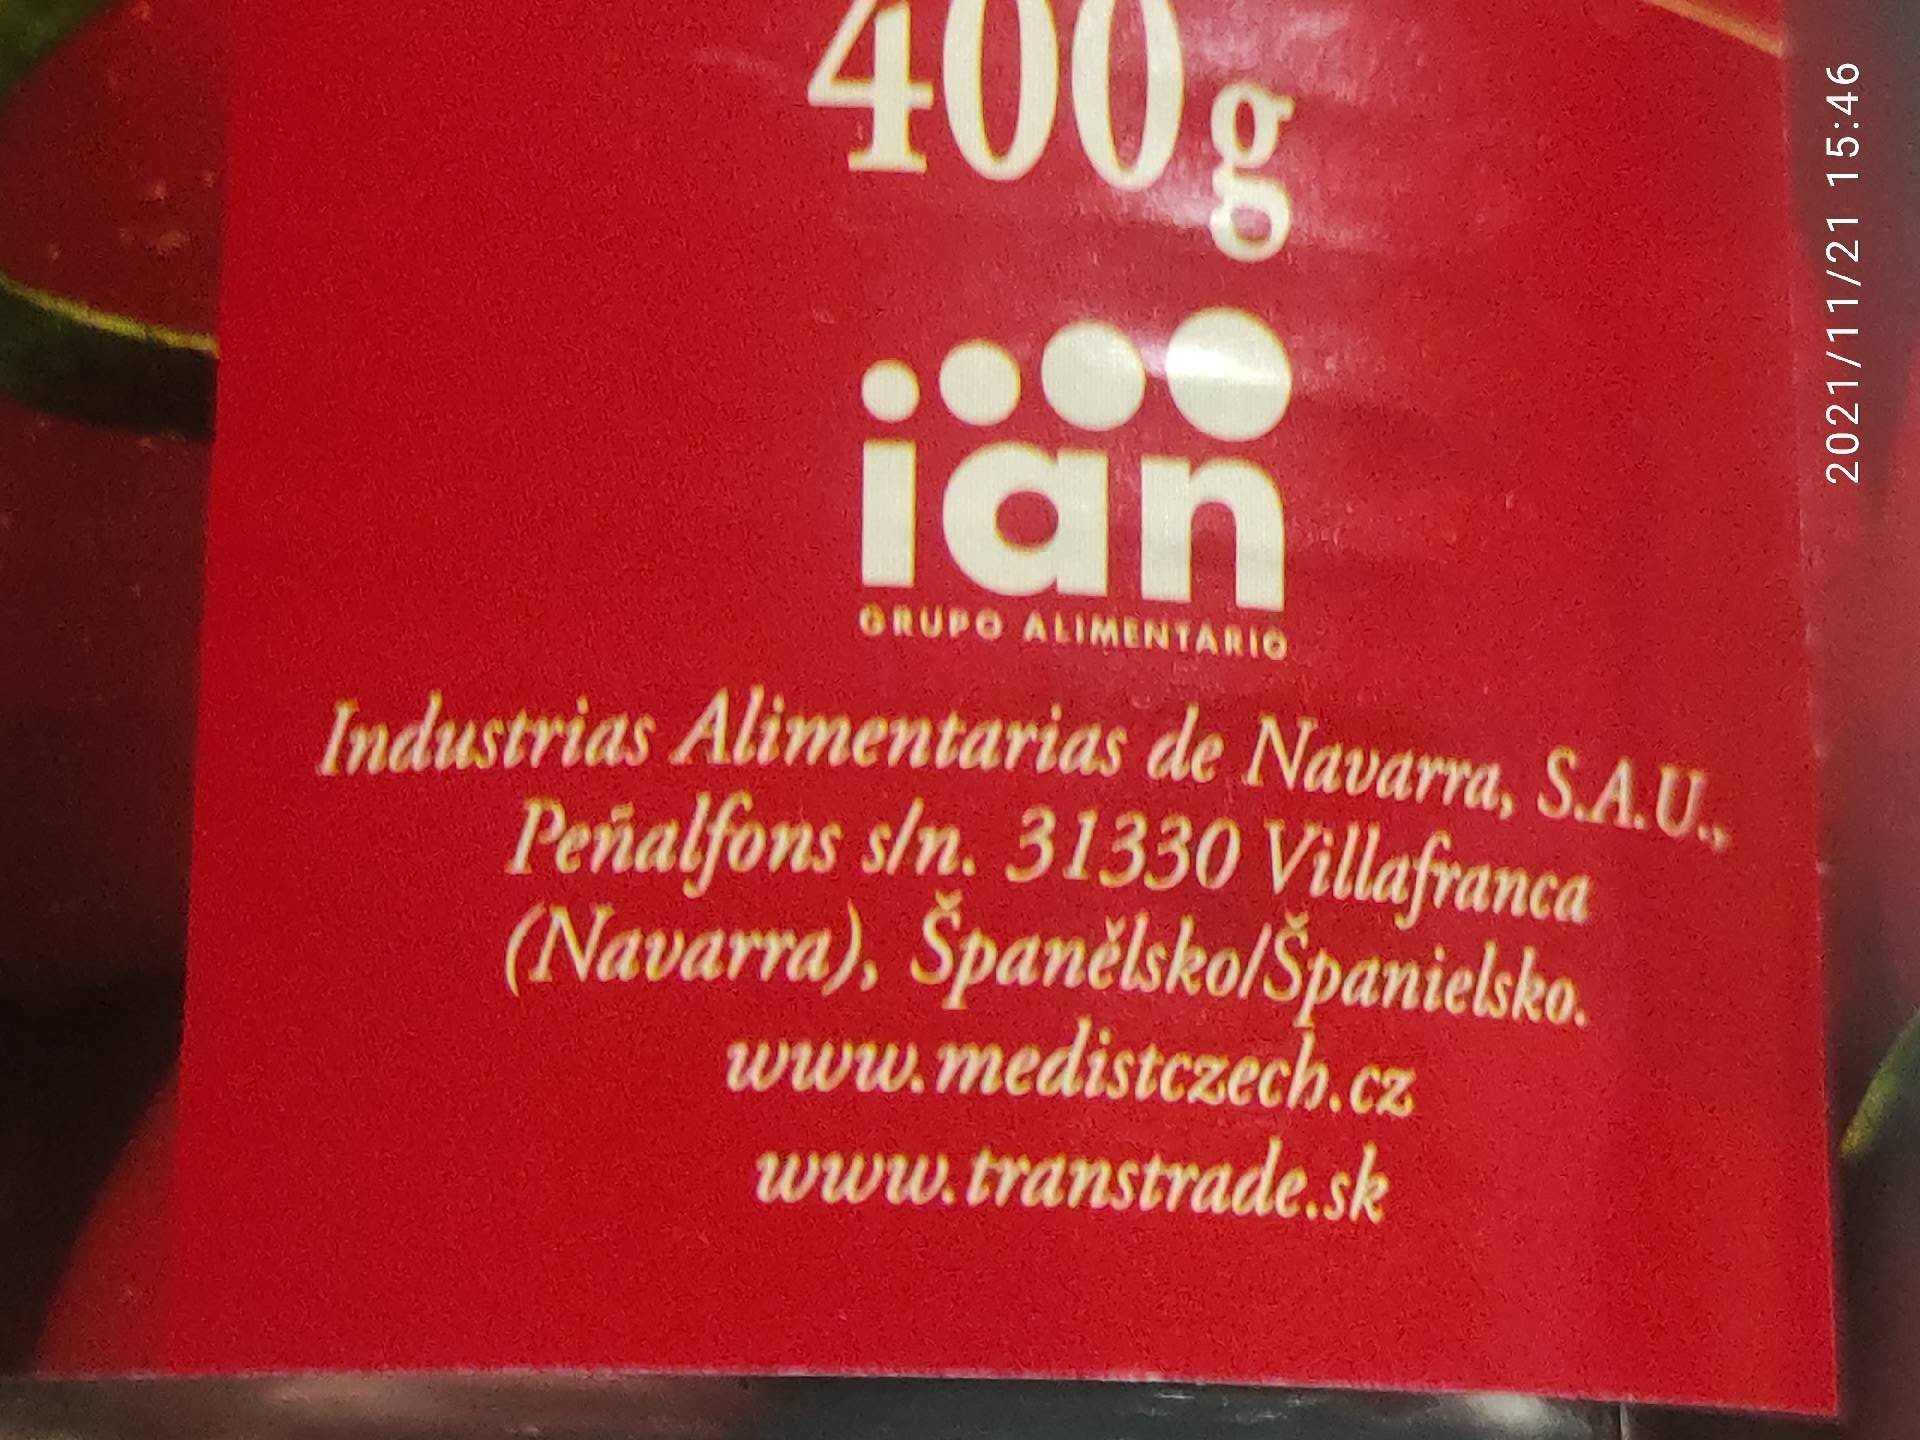 400g
ian
GRUPO ALIMENTARIO
Industrias Alimentarias de Navarra, S.A.U.,
Peñalfons s/n. 31330 Villafranca
(Navarra), Španělsko/Španielsko.
www.medistczech.cz
www.transtrade.sk
2021/11/21 15:46